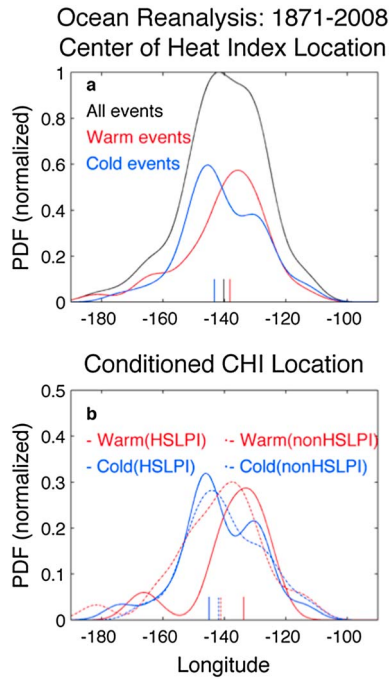 Ocean Reanalysis: 1871-2008
Center of Heat Index Location
1
a
All events
0.8
Warm events
Cold events
0.6
PDF (normalized)
0.4
0.2
0
-180 -160 -140 -120 -100
Conditioned CHI Location
0.5
b
0.4
- Warm(HSLPI) -·- Warm(nonHSLPI)
- Cold(HSLPI) -·- Cold(nonHSLPI)
0.3
PDF (normalized)
0.2
0.1
0
-180 -160 -140 -120 -100
Longitude